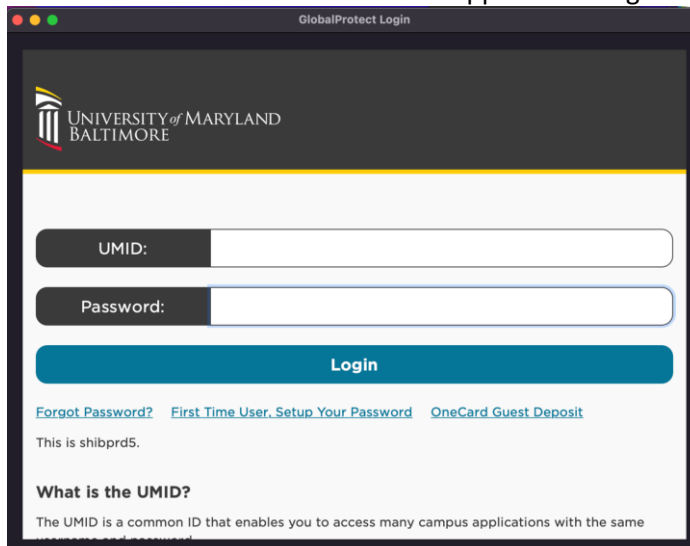 GlobalProtect Login
UNIVERSITY of MARYLAND
BALTIMORE
UMID:
Password:
Login
Forgot Password? First Time User, Setup Your Password OneCard Guest Deposit
This is shibprd5.
What is the UMID?
The UMID is a common ID that enables you to access many campus applications with the same